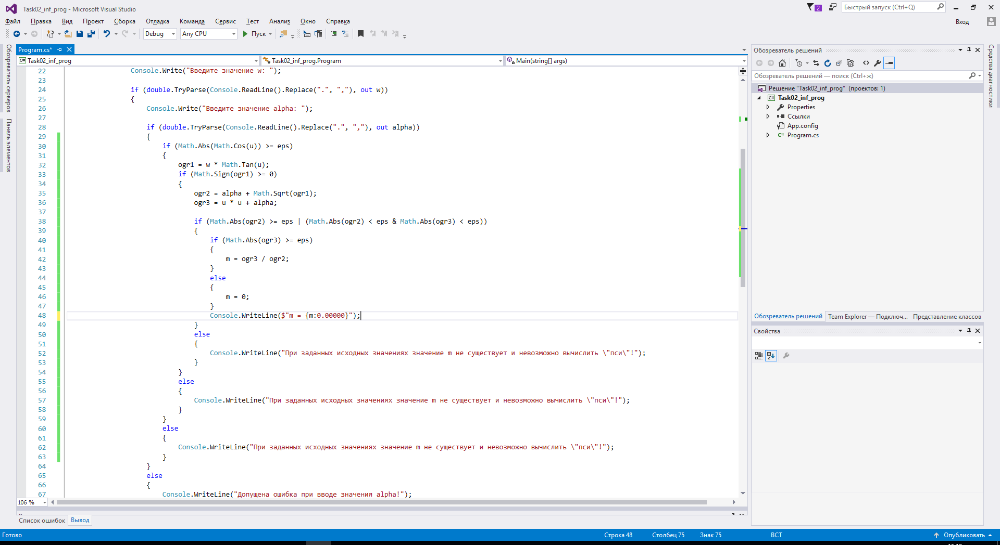 Task02_inf_prog - Microsoft Visual Studio
2
Быстрый запуск (Ctrl+Q)
Файл Правка Вид Проект Сборка Отладка Команда Сервис Тест Анализ Окно Справка
Вход
Debug Any CPU Пуск
Обозреватель серверов
Панель элементов
Program.cs*
Task02_inf_prog Task02_inf_prog.Program Main(string[] args)
22 Console.Write("Введите значение w: ");
23
24 if (double.TryParse(Console.ReadLine().Replace(".", ","), out w))
25 {
26 Console.Write("Введите значение alpha: ");
27
28 if (double.TryParse(Console.ReadLine().Replace(".", ","), out alpha))
29 {
30 if (Math.Abs(Math.Cos(u)) >= eps)
31 {
32 ogr1 = w * Math.Tan(u);
33 if (Math.Sign(ogr1) >= 0)
34 {
35 ogr2 = alpha + Math.Sqrt(ogr1);
36 ogr3 = u * u + alpha;
37
38 if (Math.Abs(ogr2) >= eps | (Math.Abs(ogr2) < eps & Math.Abs(ogr3) < eps))
39 {
40 if (Math.Abs(ogr3) >= eps)
41 {
42 m = ogr3 / ogr2;
43 }
44 else
45 {
46 m = 0;
47 }
48 Console.WriteLine($"m = {m:0.00000}");
49 }
50 else
51 {
52 Console.WriteLine("При заданных исходных значениях значение m не существует и невозможно вычислить \"пси\"!");
53 }
54 }
55 else
56 {
57 Console.WriteLine("При заданных исходных значениях значение m не существует и невозможно вычислить \"пси\"!");
58 }
59 }
60 else
61 {
62 Console.WriteLine("При заданных исходных значениях значение m не существует и невозможно вычислить \"пси\"!");
63 }
64 }
65 else
66 {
67 Console.WriteLine("Допущена ошибка при вводе значения alpha!");
106 %
Список ошибок Вывод
Обозреватель решений
Обозреватель решений — поиск (Ctrl+ж)
Решение "Task02_inf_prog" (проектов: 1)
Task02_inf_prog
Properties
Ссылки
App.config
Program.cs
Обозреватель решений Team Explorer — Подключ... Представление классов
Свойства
Средства диагностики
Готово Строка 48 Столбец 75 Знак 75 ВСТ Опубликовать